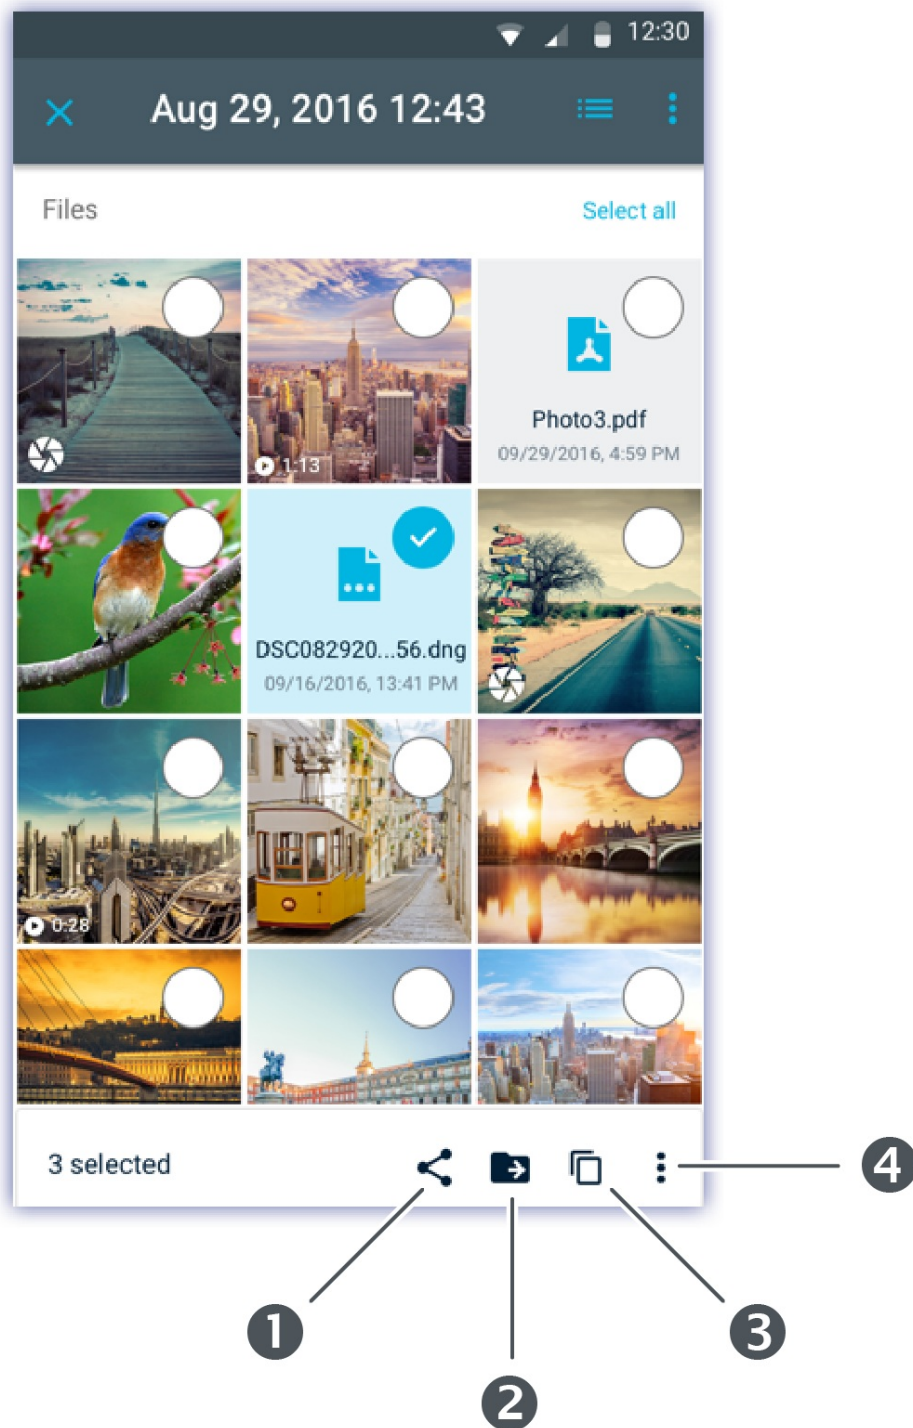 12:30
Aug 29, 2016 12:43
Files
Select all
1:13
Photo3.pdf
09/29/2016, 4:59 PM
DSC082920...56.dng
09/16/2016, 13:41 PM
0:28
3 selected
4
1
3
2